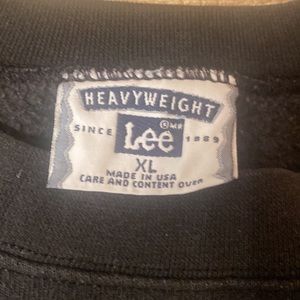 HEAVYWEIGHT
SINCE Lee ©MR 1889
XL
MADE IN USA
CARE AND CONTENT OVER